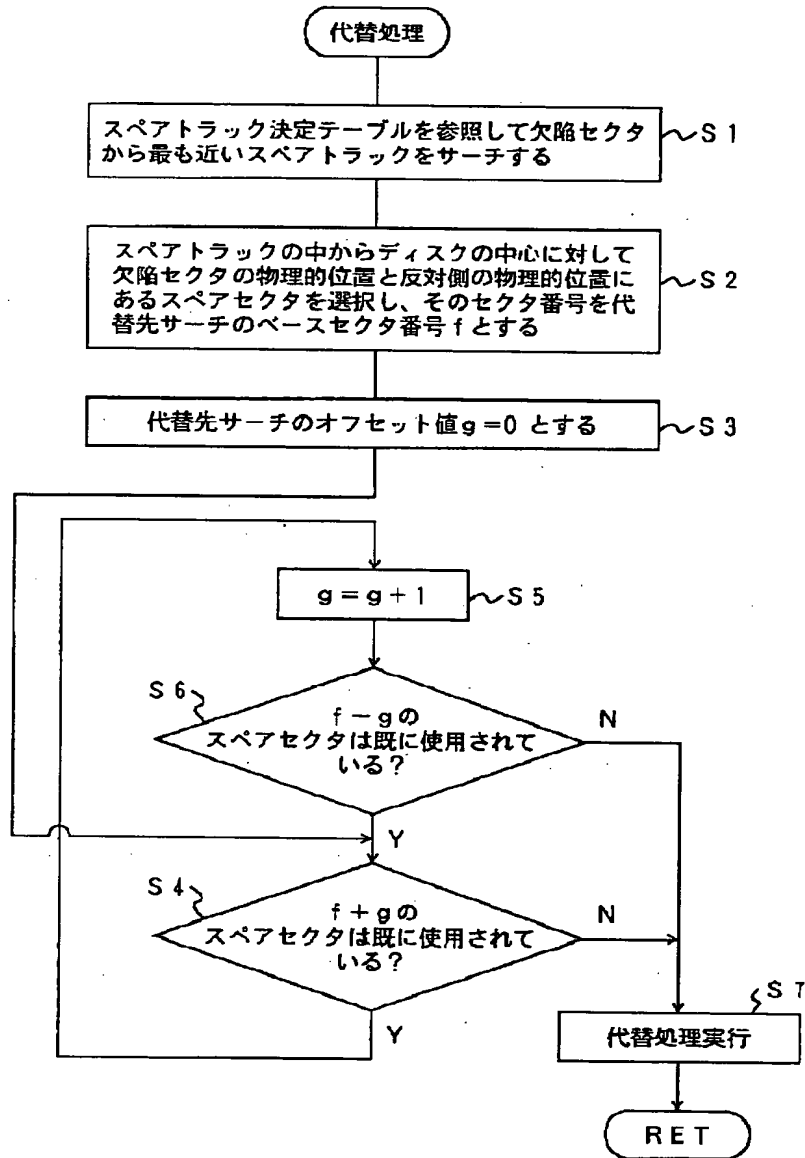 代替処理
スペアトラック決定テーブルを参照して欠陥セクタ
から最も近いスペアトラックをサーチする
S1
スペアトラックの中からディスクの中心に対して
欠陥セクタの物理的位置と反対側の物理的位置に
あるスペアセクタを選択し、そのセクタ番号を代
替先サーチのベースセクタ番号fとする
S2
代替先サーチのオフセット値g=0 とする
S3
g=g+1
S5
S6
f-gの
スペアセクタは既に使用されて
いる?
N
Y
S4
f+gの
スペアセクタは既に使用されて
いる?
N
Y
S7
代替処理実行
RET